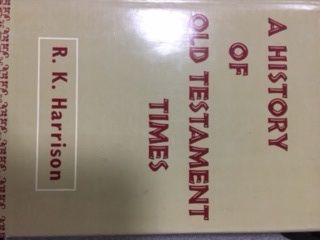 A HISTORY
OF
OLD TESTAMENT
TIMES
R. K. Harrison